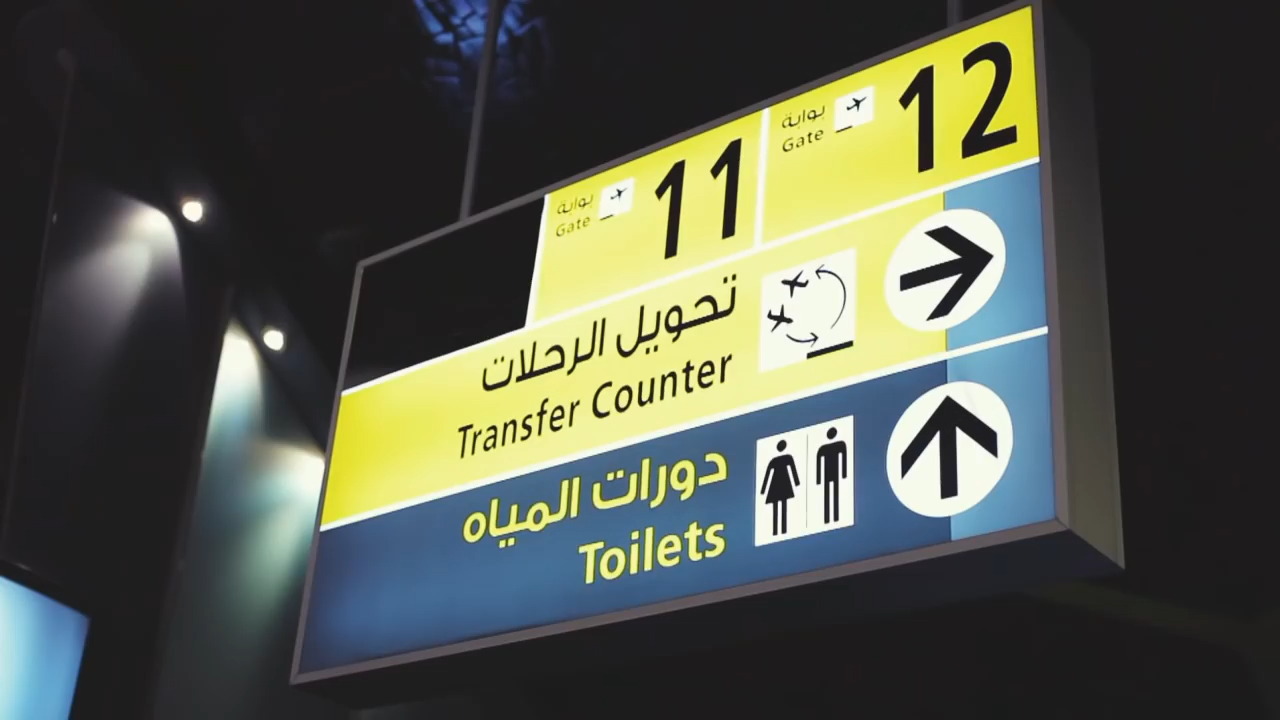 بوابة
Gate
11
بوابة
Gate
12
تحويل الرحلات
Transfer Counter
دورات المياه
Toilets